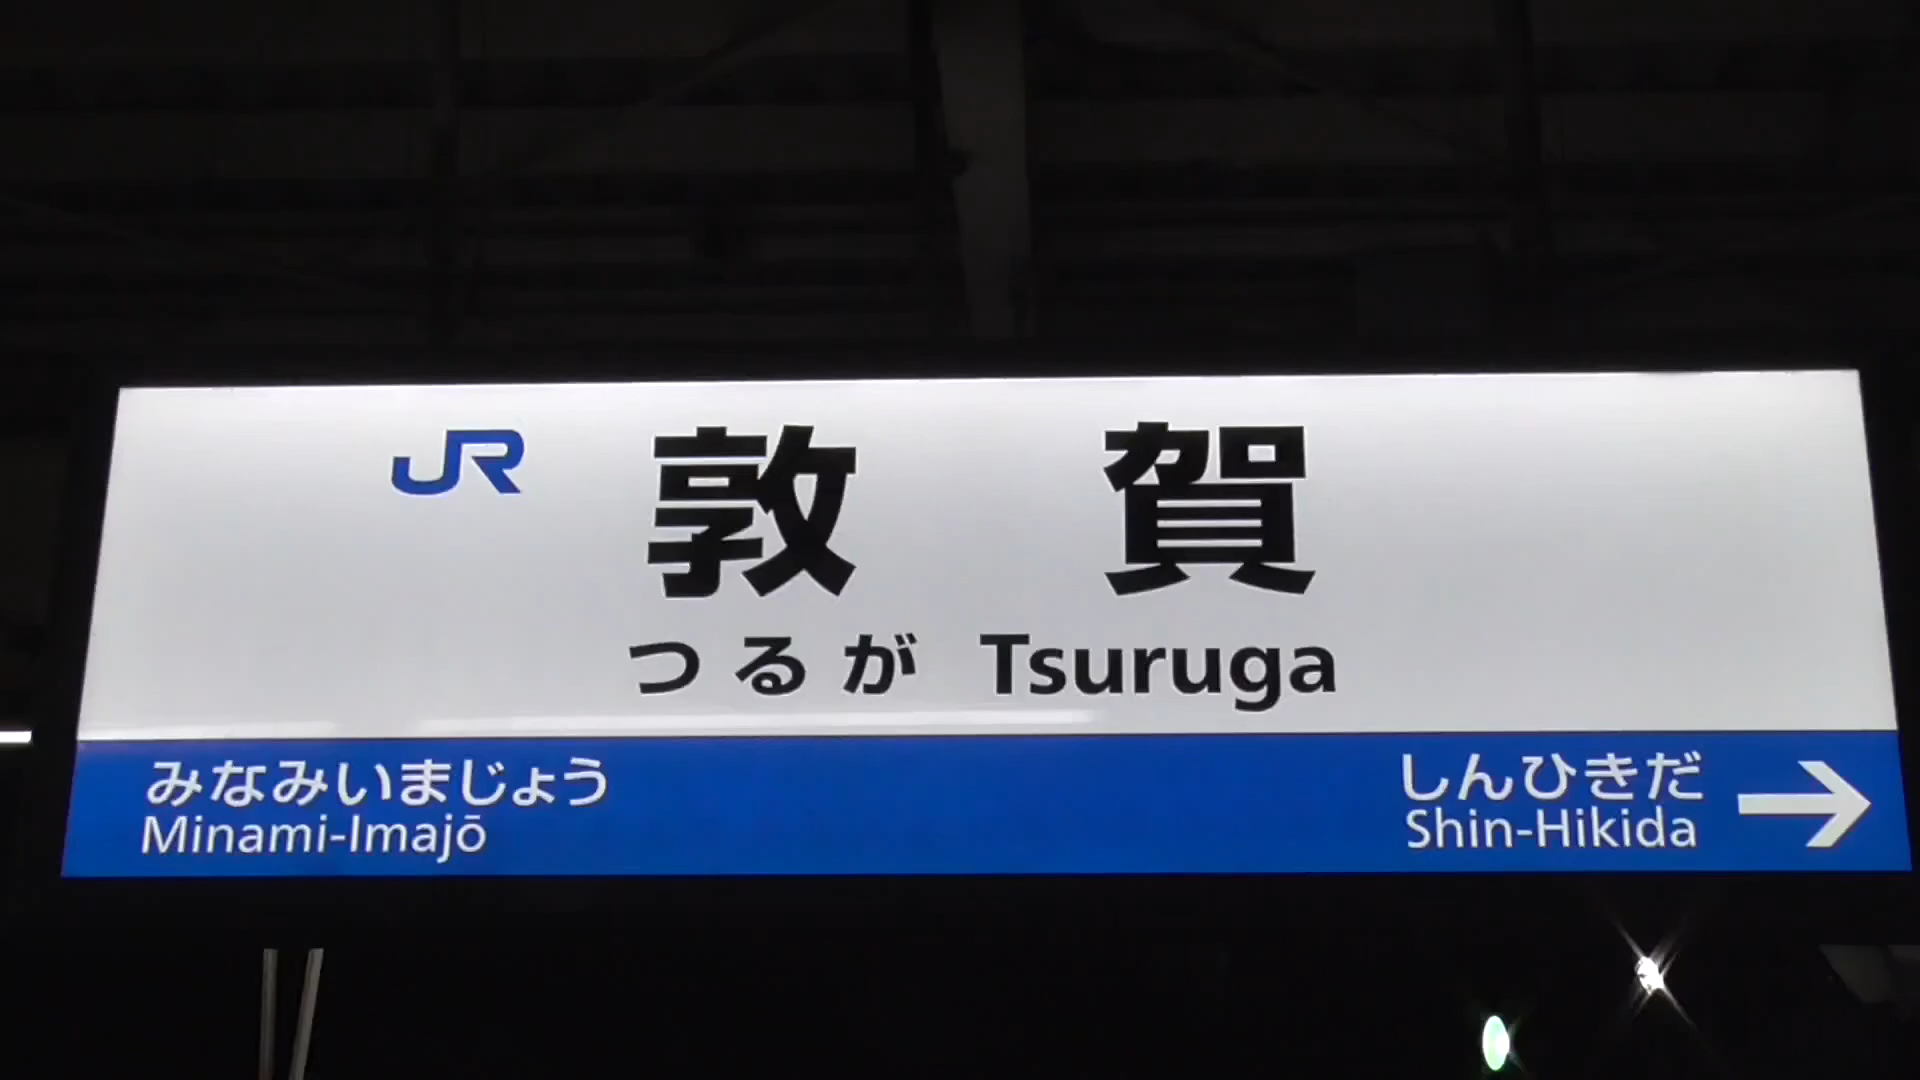 JR 敦賀
つるが Tsuruga
みなみいまじょう
Minami-Imajō
しんひきだ →
Shin-Hikida